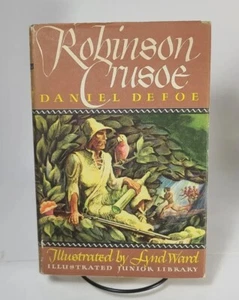 Robinson
Crusoe
DANIEL DEFOE
Illustrated by Lynd Ward
ILLUSTRATED JUNIOR LIBRARY